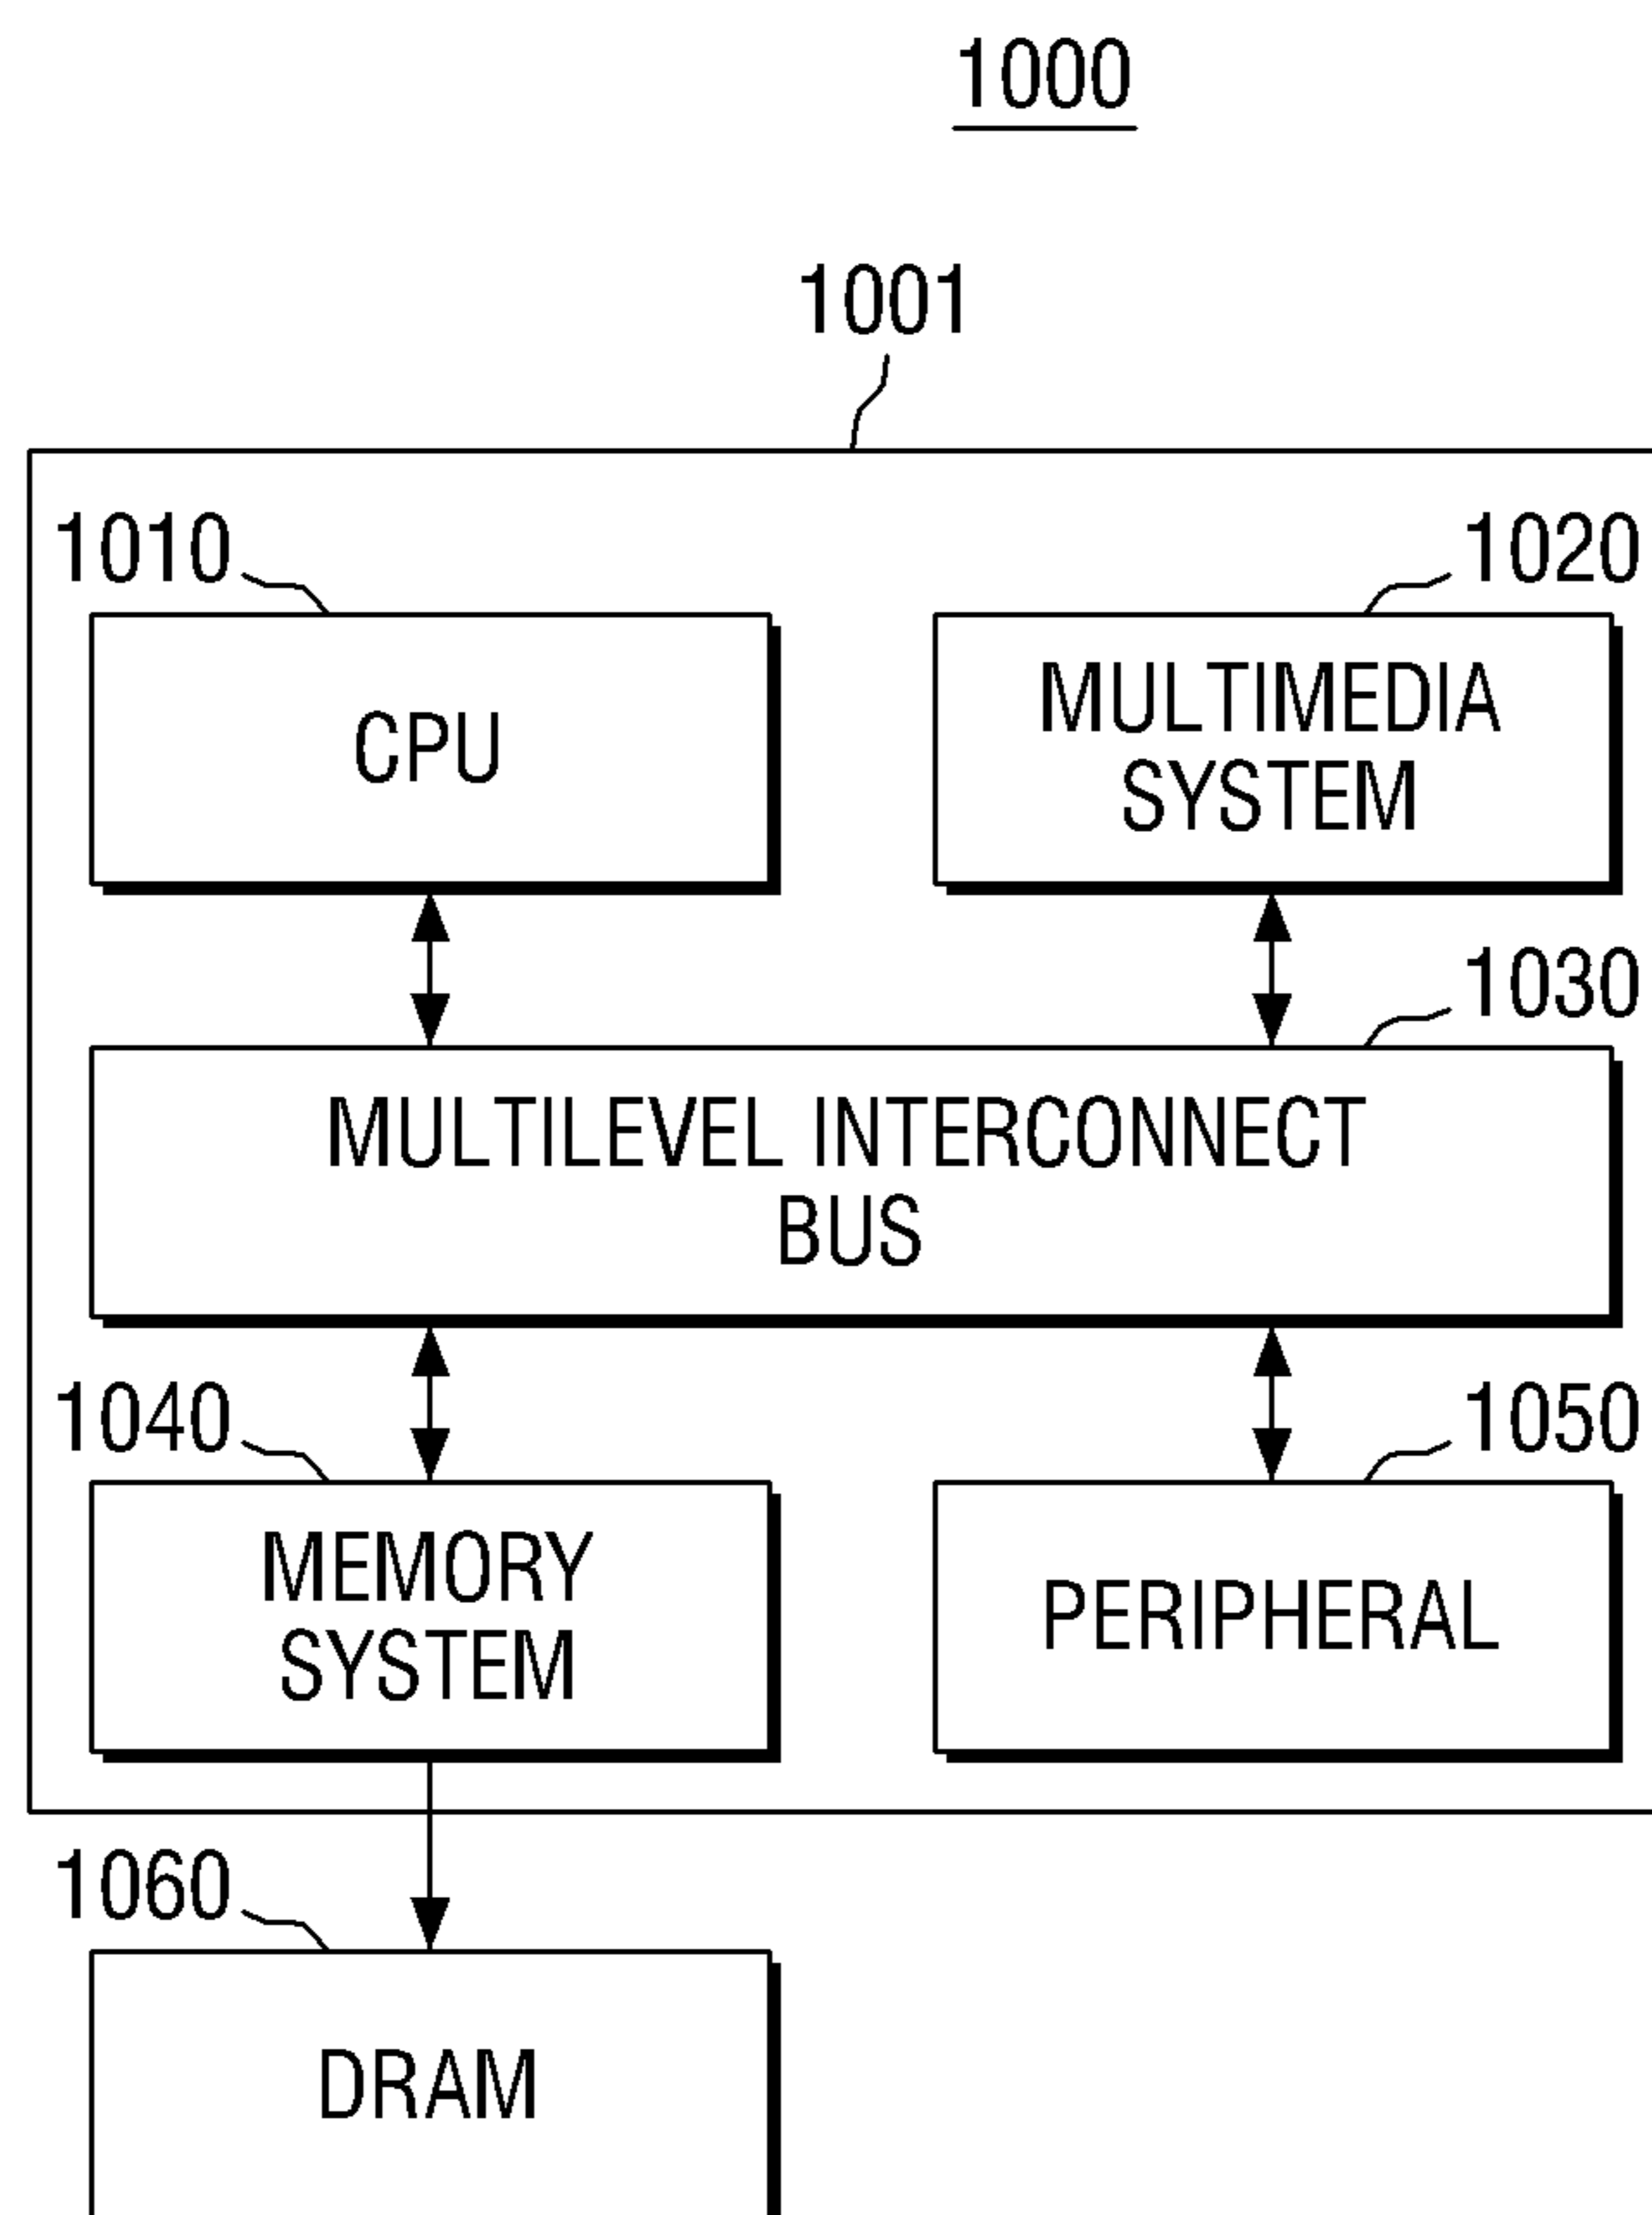 1000
1001
1010
1020
CPU
MULTIMEDIA
SYSTEM
1030
MULTILEVEL INTERCONNECT
BUS
1040
1050
MEMORY
SYSTEM
PERIPHERAL
1060
DRAM